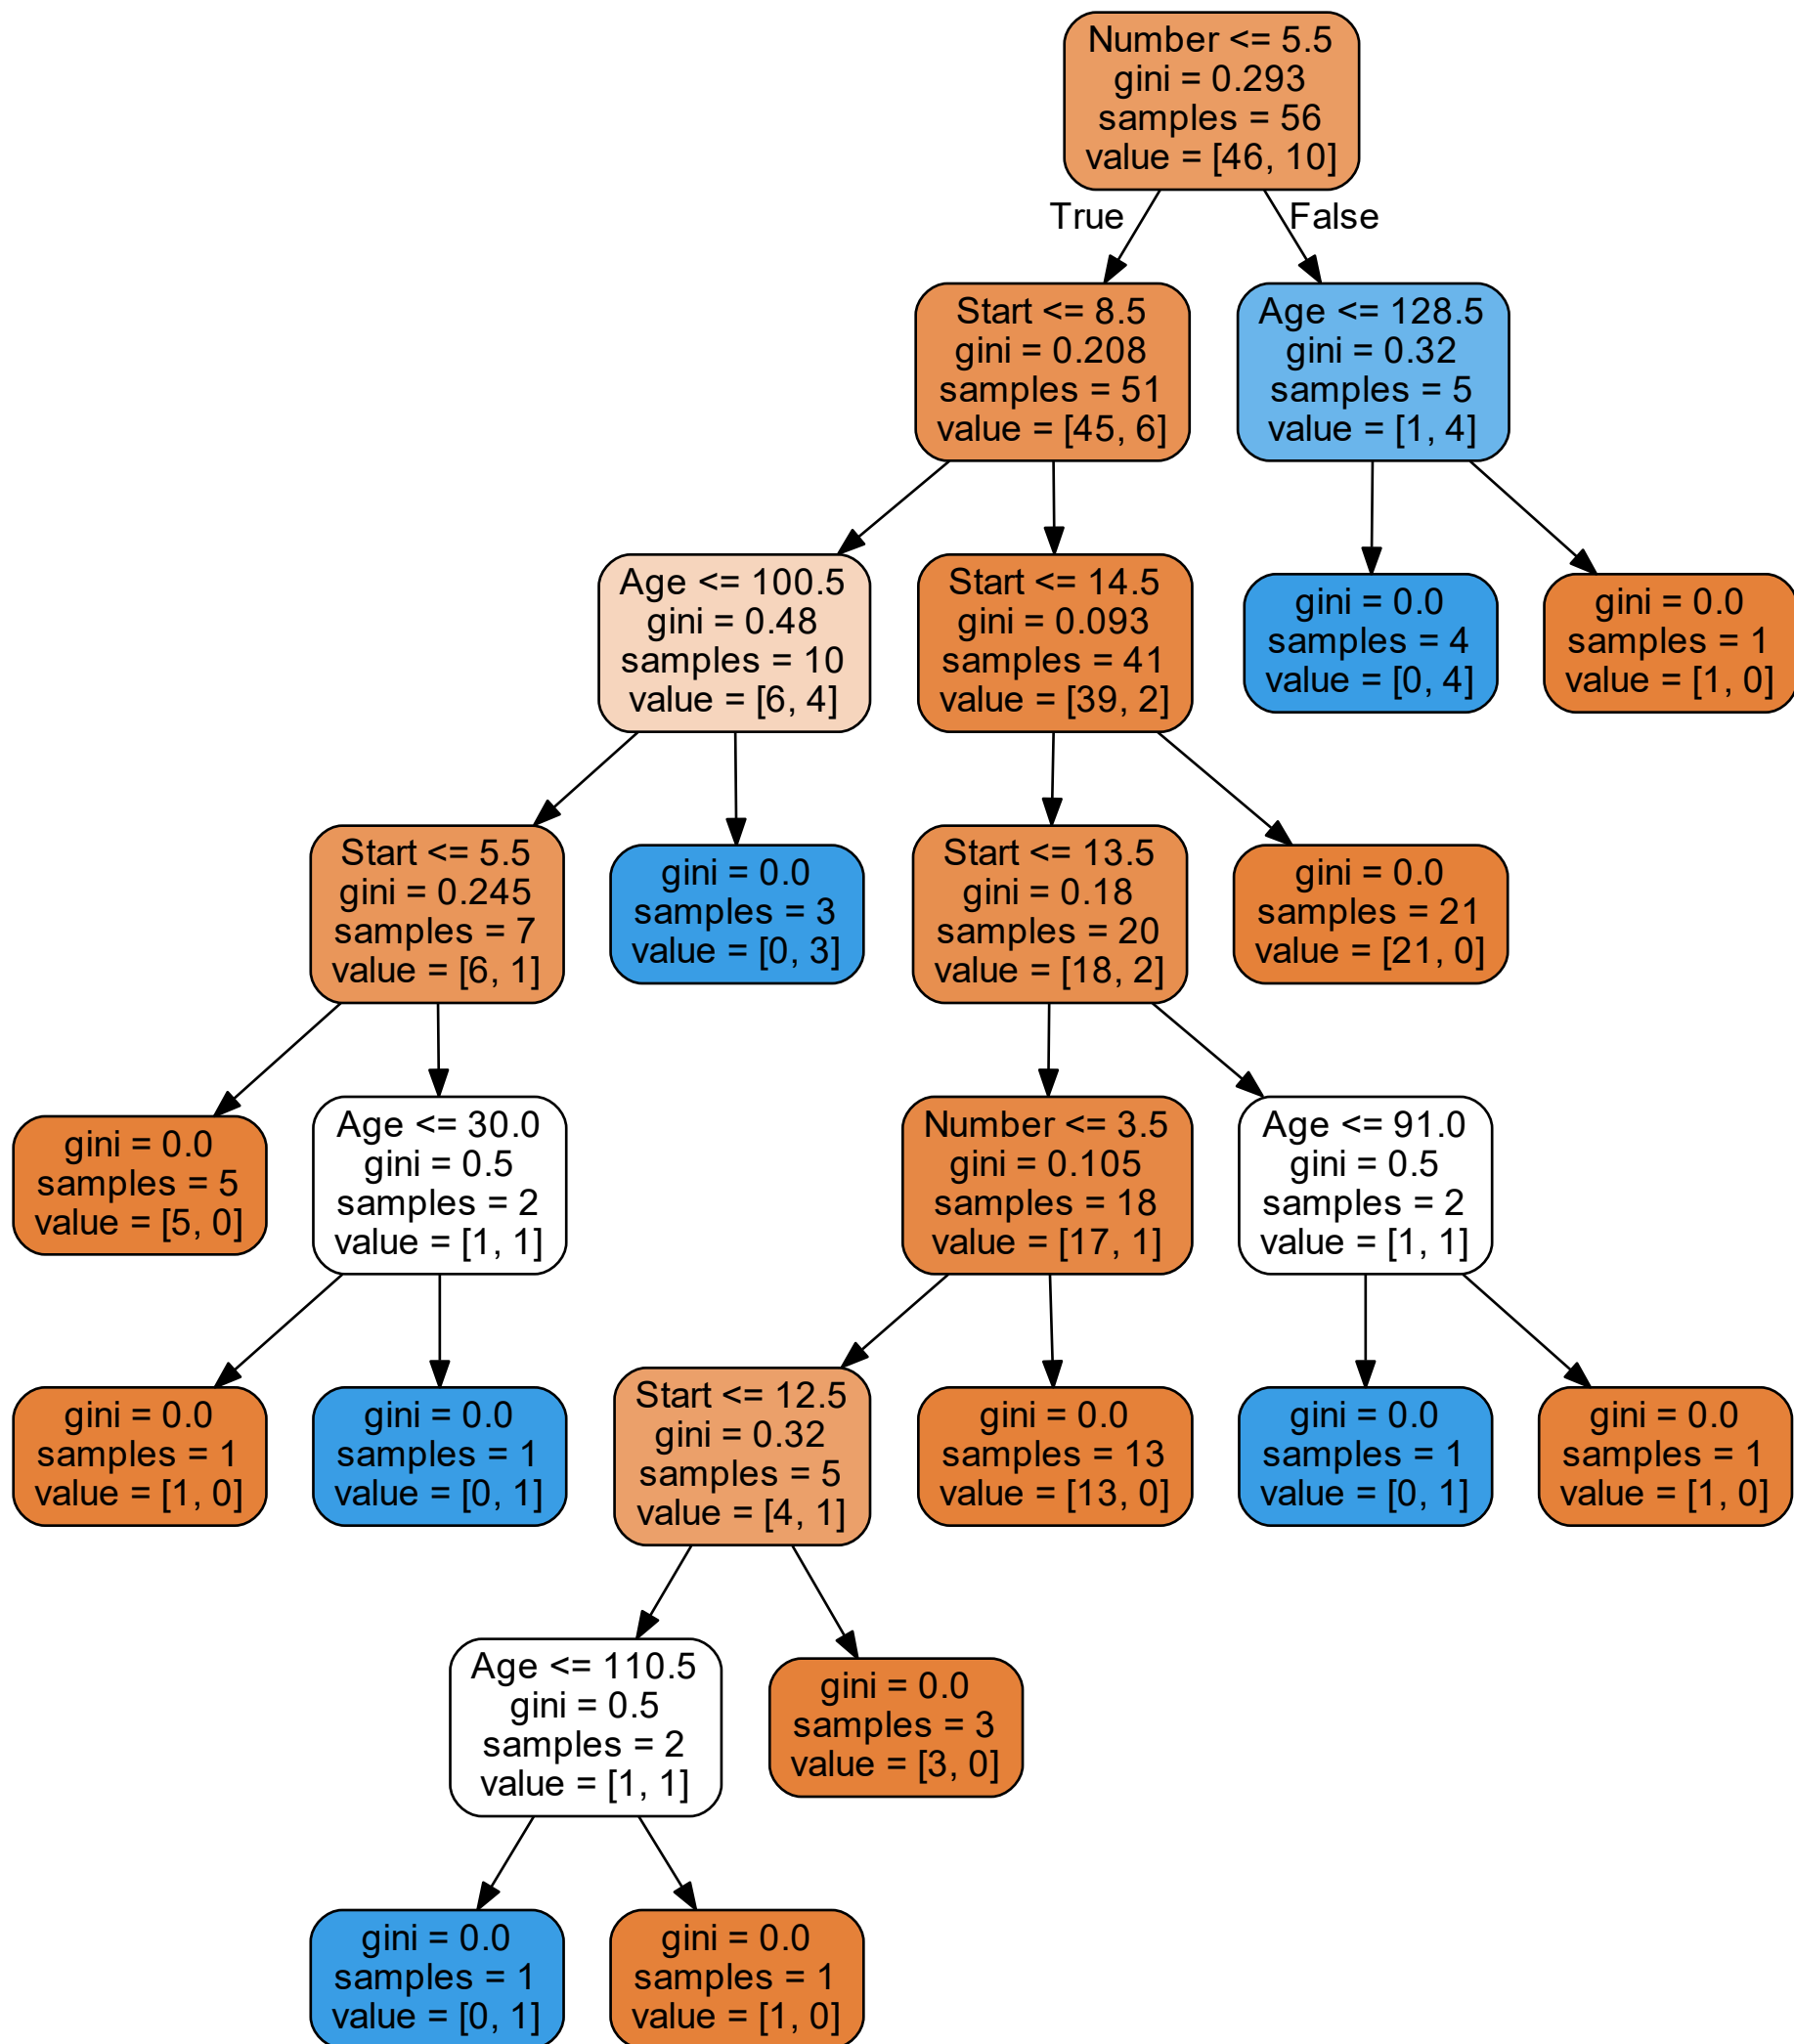 Number <= 5.5
gini = 0.293
samples = 56
value = [46, 10]
True
False
Start <= 8.5
gini = 0.208
samples = 51
value = [45, 6]
Age <= 128.5
gini = 0.32
samples = 5
value = [1, 4]
Age <= 100.5
gini = 0.48
samples = 10
value = [6, 4]
Start <= 14.5
gini = 0.093
samples = 41
value = [39, 2]
gini = 0.0
samples = 4
value = [0, 4]
gini = 0.0
samples = 1
value = [1, 0]
Start <= 5.5
gini = 0.245
samples = 7
value = [6, 1]
gini = 0.0
samples = 3
value = [0, 3]
Start <= 13.5
gini = 0.18
samples = 20
value = [18, 2]
gini = 0.0
samples = 21
value = [21, 0]
gini = 0.0
samples = 5
value = [5, 0]
Age <= 30.0
gini = 0.5
samples = 2
value = [1, 1]
Number <= 3.5
gini = 0.105
samples = 18
value = [17, 1]
Age <= 91.0
gini = 0.5
samples = 2
value = [1, 1]
gini = 0.0
samples = 1
value = [1, 0]
gini = 0.0
samples = 1
value = [0, 1]
Start <= 12.5
gini = 0.32
samples = 5
value = [4, 1]
gini = 0.0
samples = 13
value = [13, 0]
gini = 0.0
samples = 1
value = [0, 1]
gini = 0.0
samples = 1
value = [1, 0]
Age <= 110.5
gini = 0.5
samples = 2
value = [1, 1]
gini = 0.0
samples = 3
value = [3, 0]
gini = 0.0
samples = 1
value = [0, 1]
gini = 0.0
samples = 1
value = [1, 0]